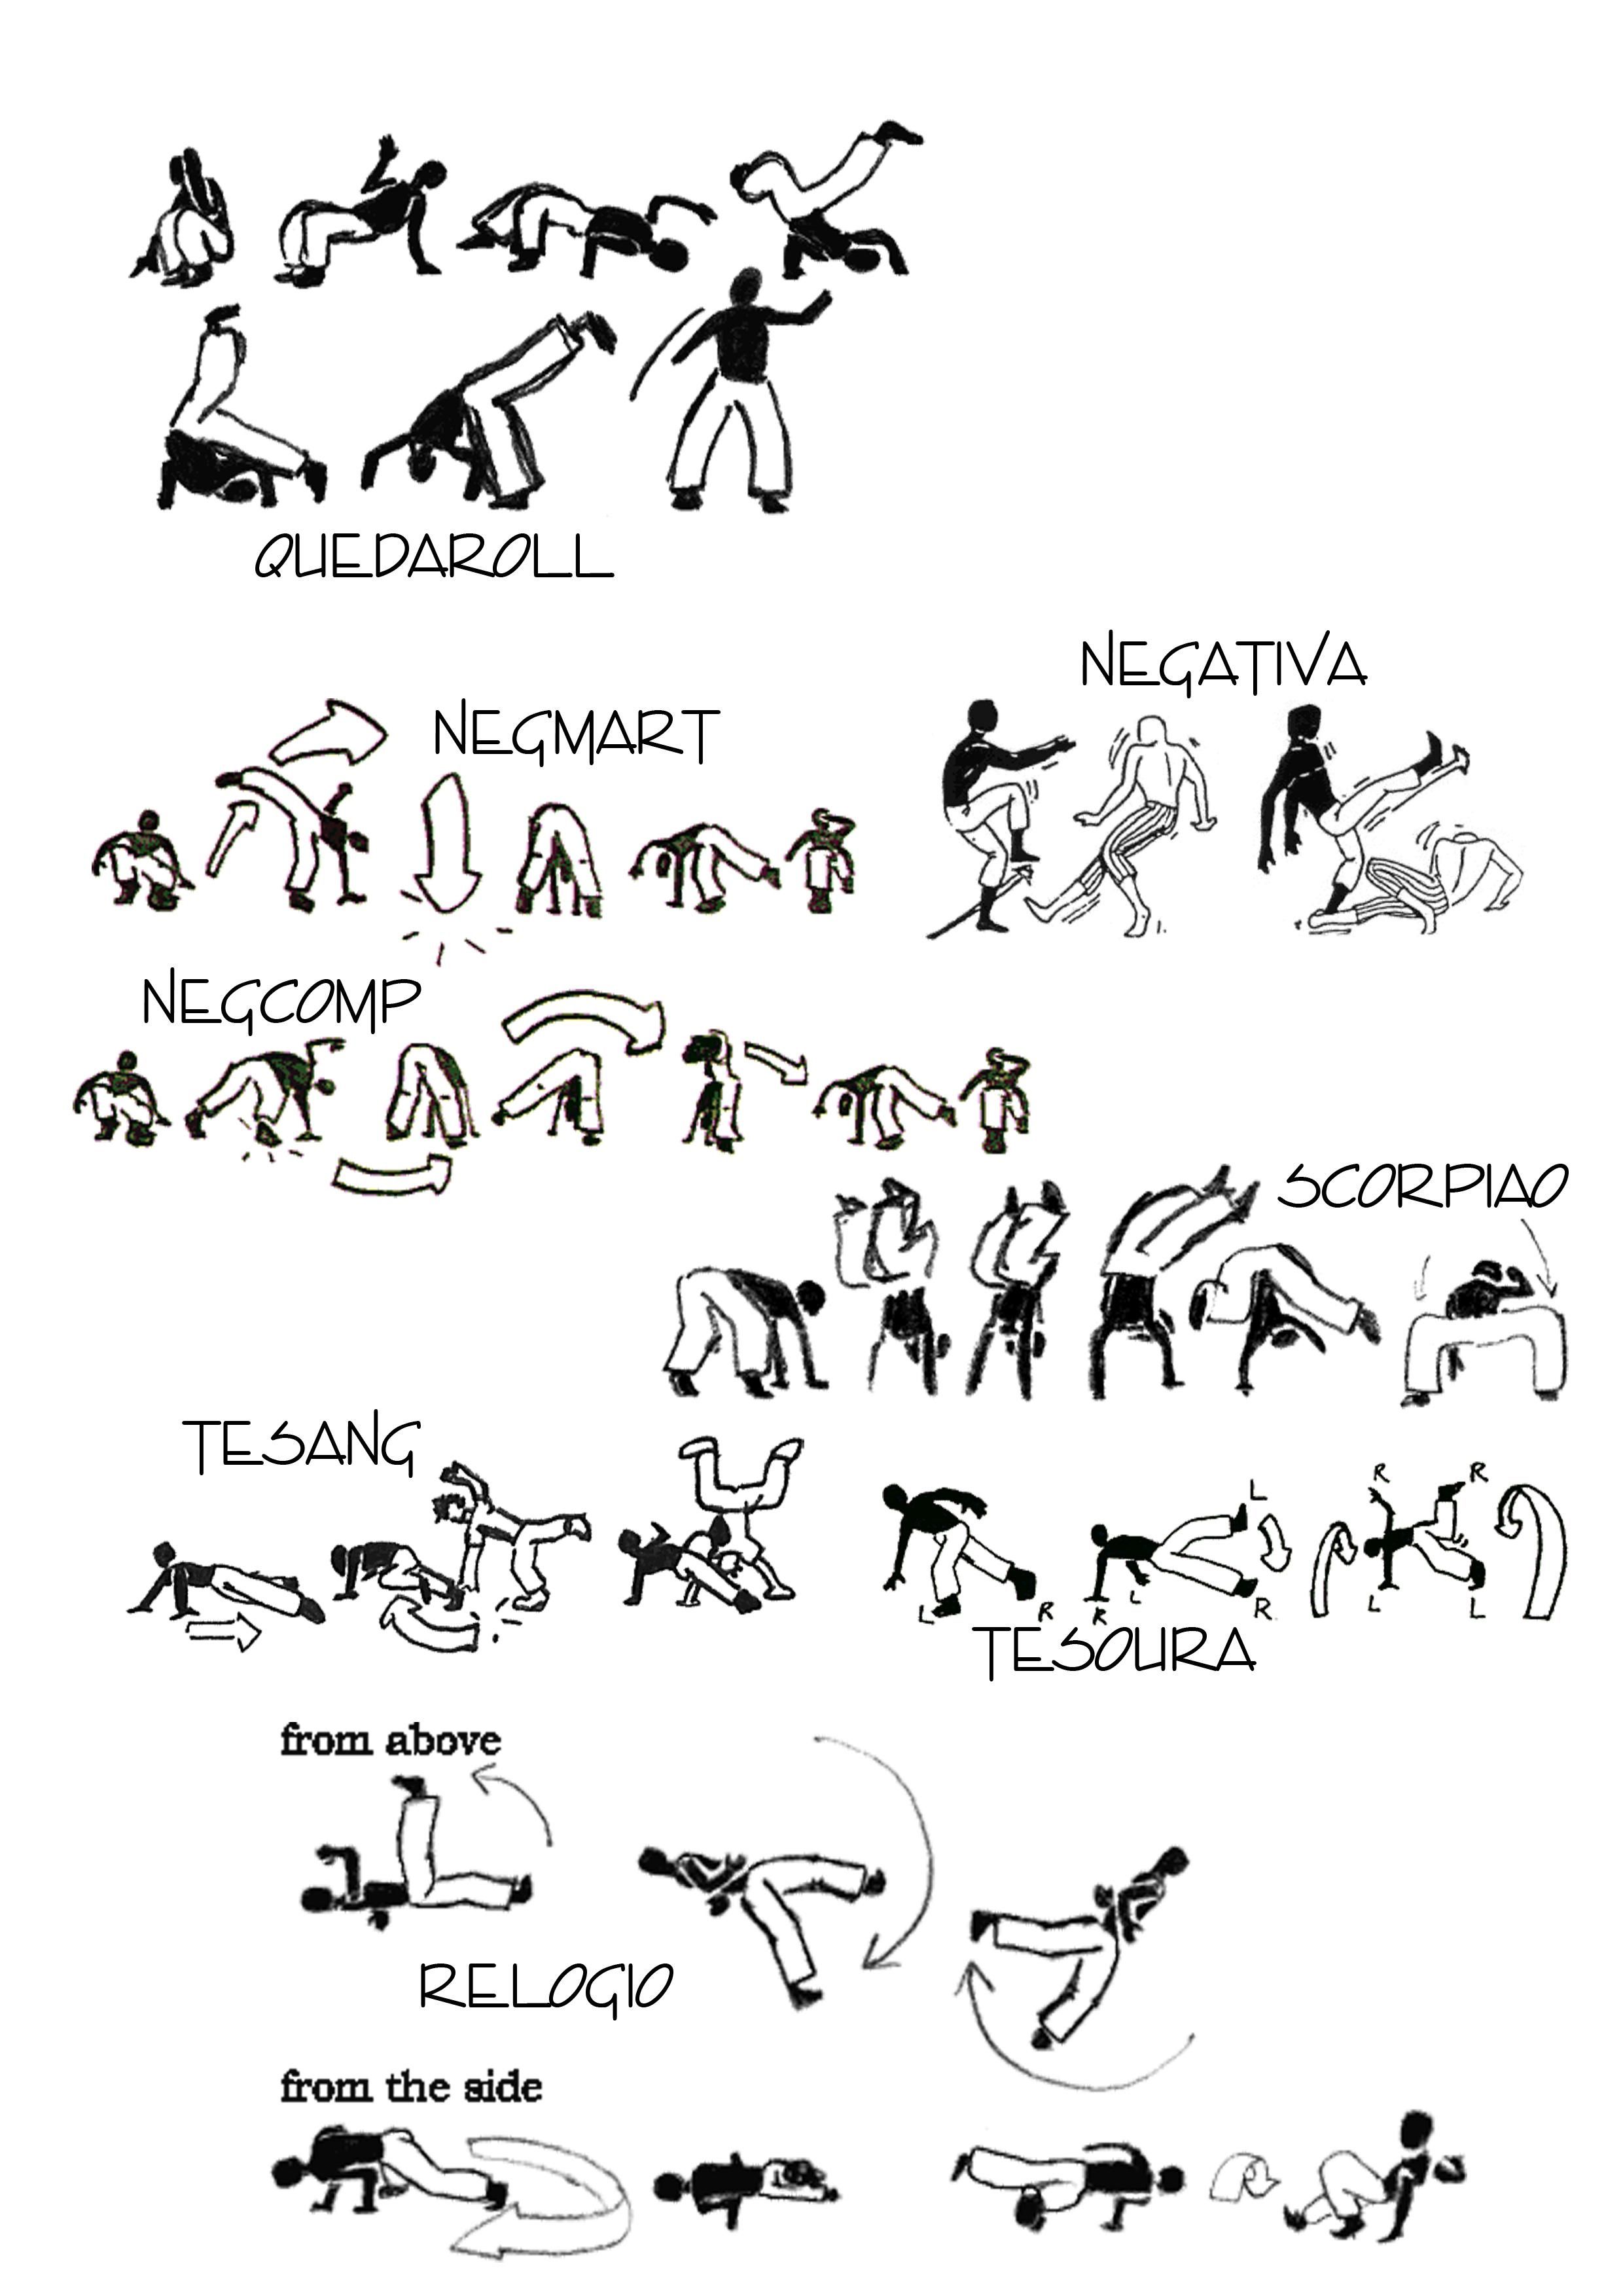 QUEDAROLL
NEGATIVA
NEGMART
NEGCOMP
SCORPIAO
TESANG
L
R
R
L
R
L
R
R
L
L
TESOURA
from above
RELOGIO
from the side